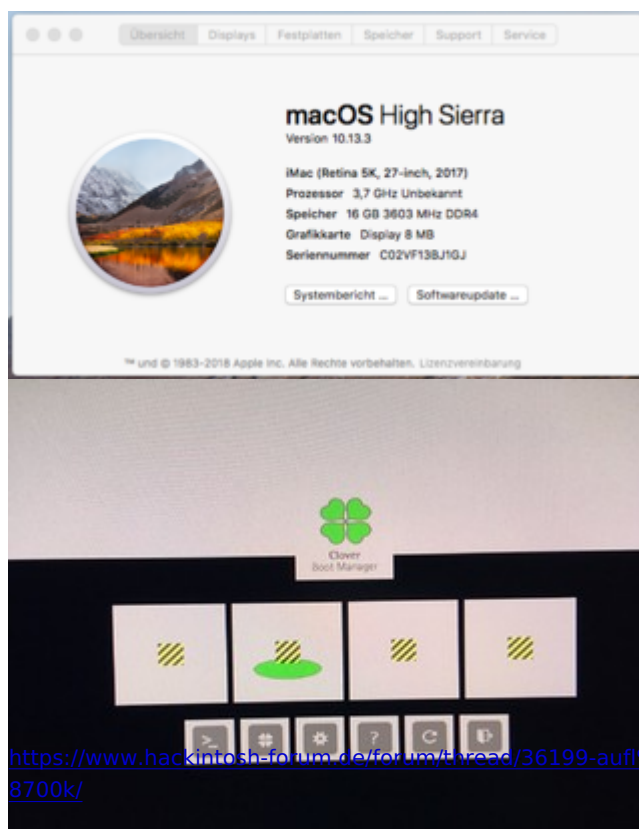 Übersicht Displays Festplatten Speicher Support Service
macOS High Sierra
Version 10.13.3
iMac (Retina 5K, 27-inch, 2017)
Prozessor 3,7 GHz Unbekannt
Speicher 16 GB 3603 MHz DDR4
Grafikkarte Display 8 MB
Seriennummer C02VF13BJ1GJ
Systembericht ... Softwareupdate ...
™ und © 1983-2018 Apple Inc. Alle Rechte vorbehalten. Lizenzvereinbarung
Clover
Boot Manager
>_ ?
https://www.hackintosh-forum.de/forum/thread/36199-aufl
8700k/